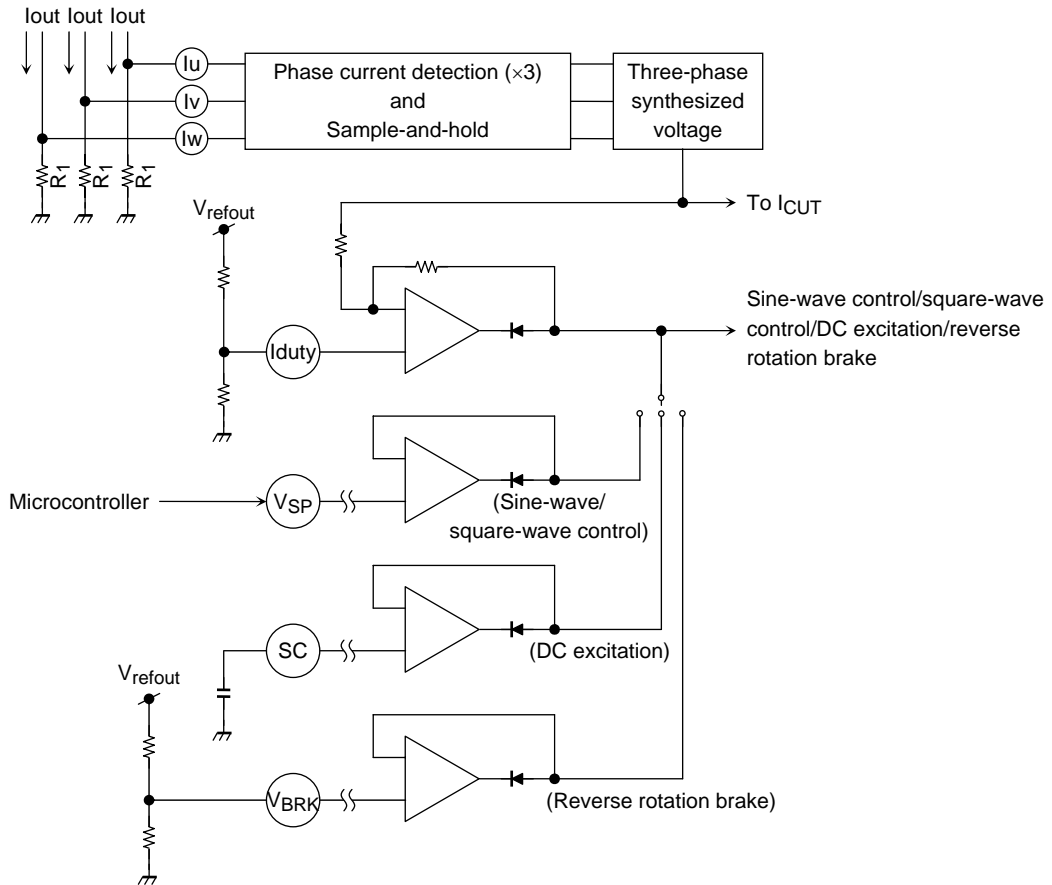 Iout Iout Iout
Iu
Iv
Iw
Phase current detection (×3)
and
Sample-and-hold
Three-phase
synthesized
voltage
R1
R1
R1
Vrefout
To ICUT
Iduty
Sine-wave control/square-wave
control/DC excitation/reverse
rotation brake
Microcontroller
VSP
(Sine-wave/
square-wave control)
SC
(DC excitation)
Vrefout
VBRK
(Reverse rotation brake)